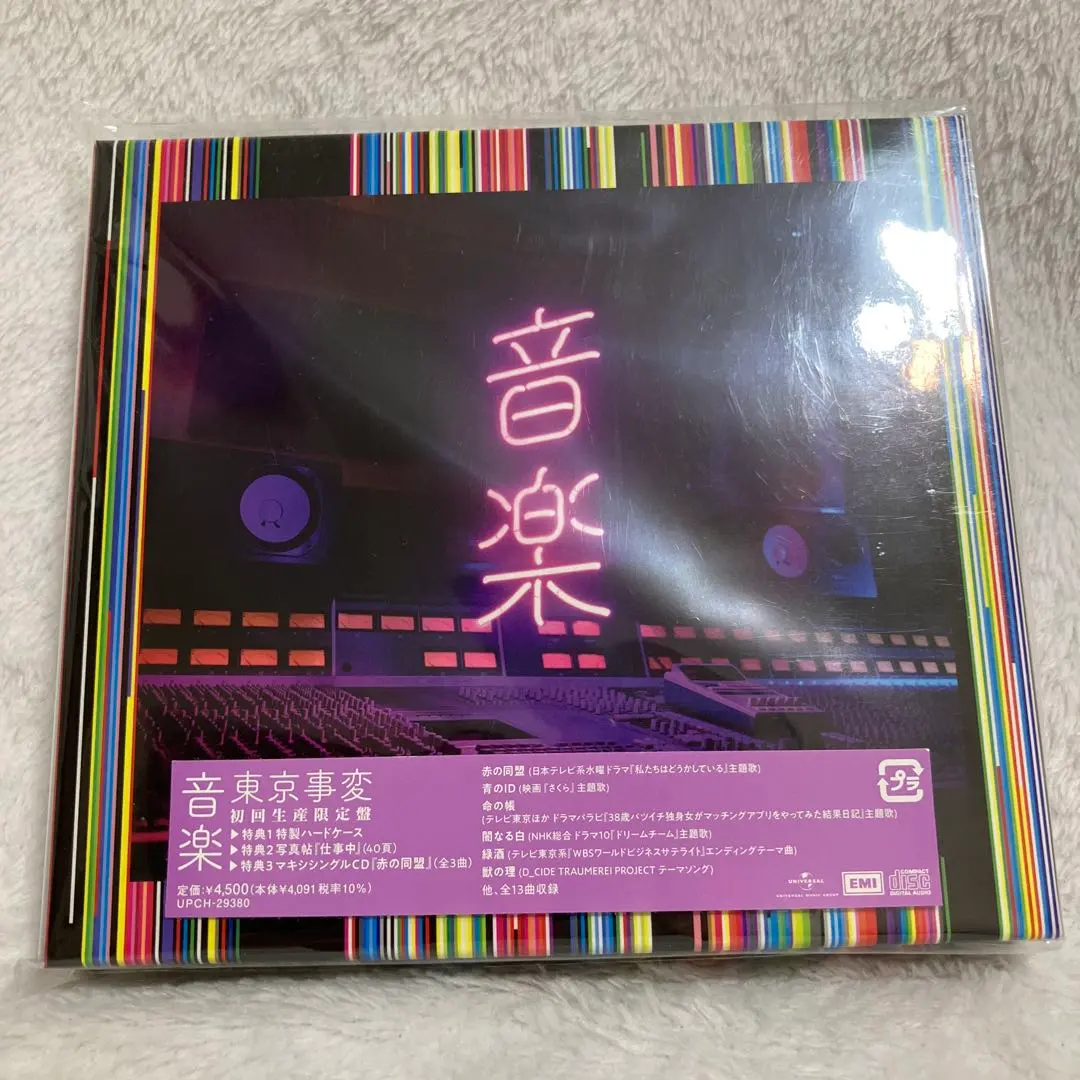 音楽
音楽
東京事変
初回生産限定盤
▶特典1 特製ハードケース
▶特典2 写真帖『仕事中』(40頁)
▶特典3 マキシシングルCD『赤の同盟』(全3曲)
定価:¥4,500(本体¥4,091 税率10%)
UPCH-29380
赤の同盟 (日本テレビ系水曜ドラマ『私たちはどうかしている』主題歌)
青のID (映画『さくら』主題歌)
命の帳
(テレビ東京ほか ドラマパラビ『38歳バツイチ独身女がマッチングアプリをやってみた結果日記』主題歌)
闇なる白 (NHK総合 ドラマ10『ドリームチーム』主題歌)
緑酒 (テレビ東京系『WBSワールドビジネスサテライト』エンディングテーマ曲)
獣の理 (D_CIDE TRAUMEREI PROJECT テーマソング)
他、全13曲収録
プラ
UNIVERSAL
UNIVERSAL MUSIC GROUP
EMI
COMPACT
disc
DIGITAL AUDIO